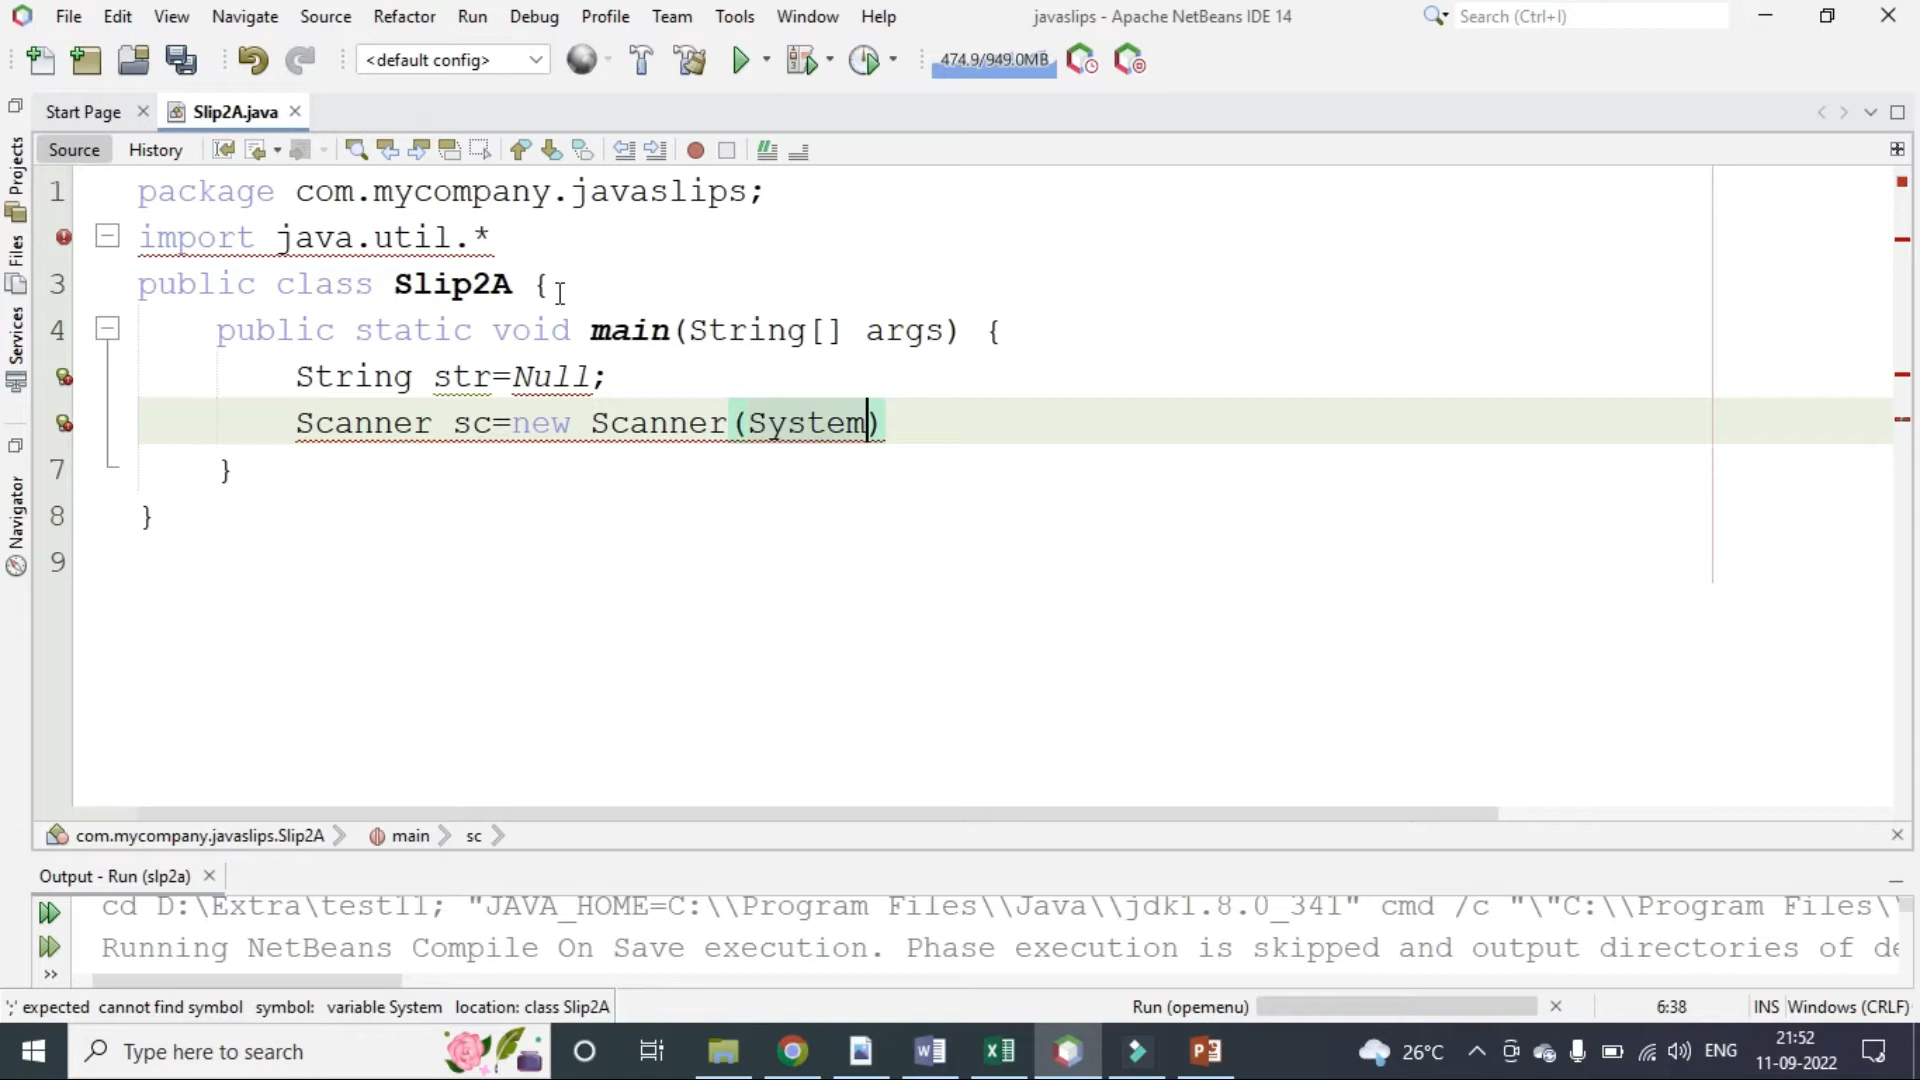 File Edit View Navigate Source Refactor Run Debug Profile Team Tools Window Help
javaslips - Apache NetBeans IDE 14
Search (Ctrl+I)
<default config>
474.9/949.0MB
Start Page
Slip2A.java
Source
History
Projects
Files
Services
Navigator
1 package com.mycompany.javaslips;
import java.util.*
3 public class Slip2A {
4 public static void main(String[] args) {
String str=Null;
Scanner sc=new Scanner(System)
7 }
8 }
9
com.mycompany.javaslips.Slip2A
main
sc
Output - Run (slp2a)
cd D:\Extra\test11; "JAVA_HOME=C:\\Program Files\\Java\\jdk1.8.0_341" cmd /c "\"C:\\Program Files\\
Running NetBeans Compile On Save execution. Phase execution is skipped and output directories of de
';' expected cannot find symbol symbol: variable System location: class Slip2A
Run (openmenu)
6:38
INS
Windows (CRLF)
Type here to search
26°C
ENG
21:52
11-09-2022